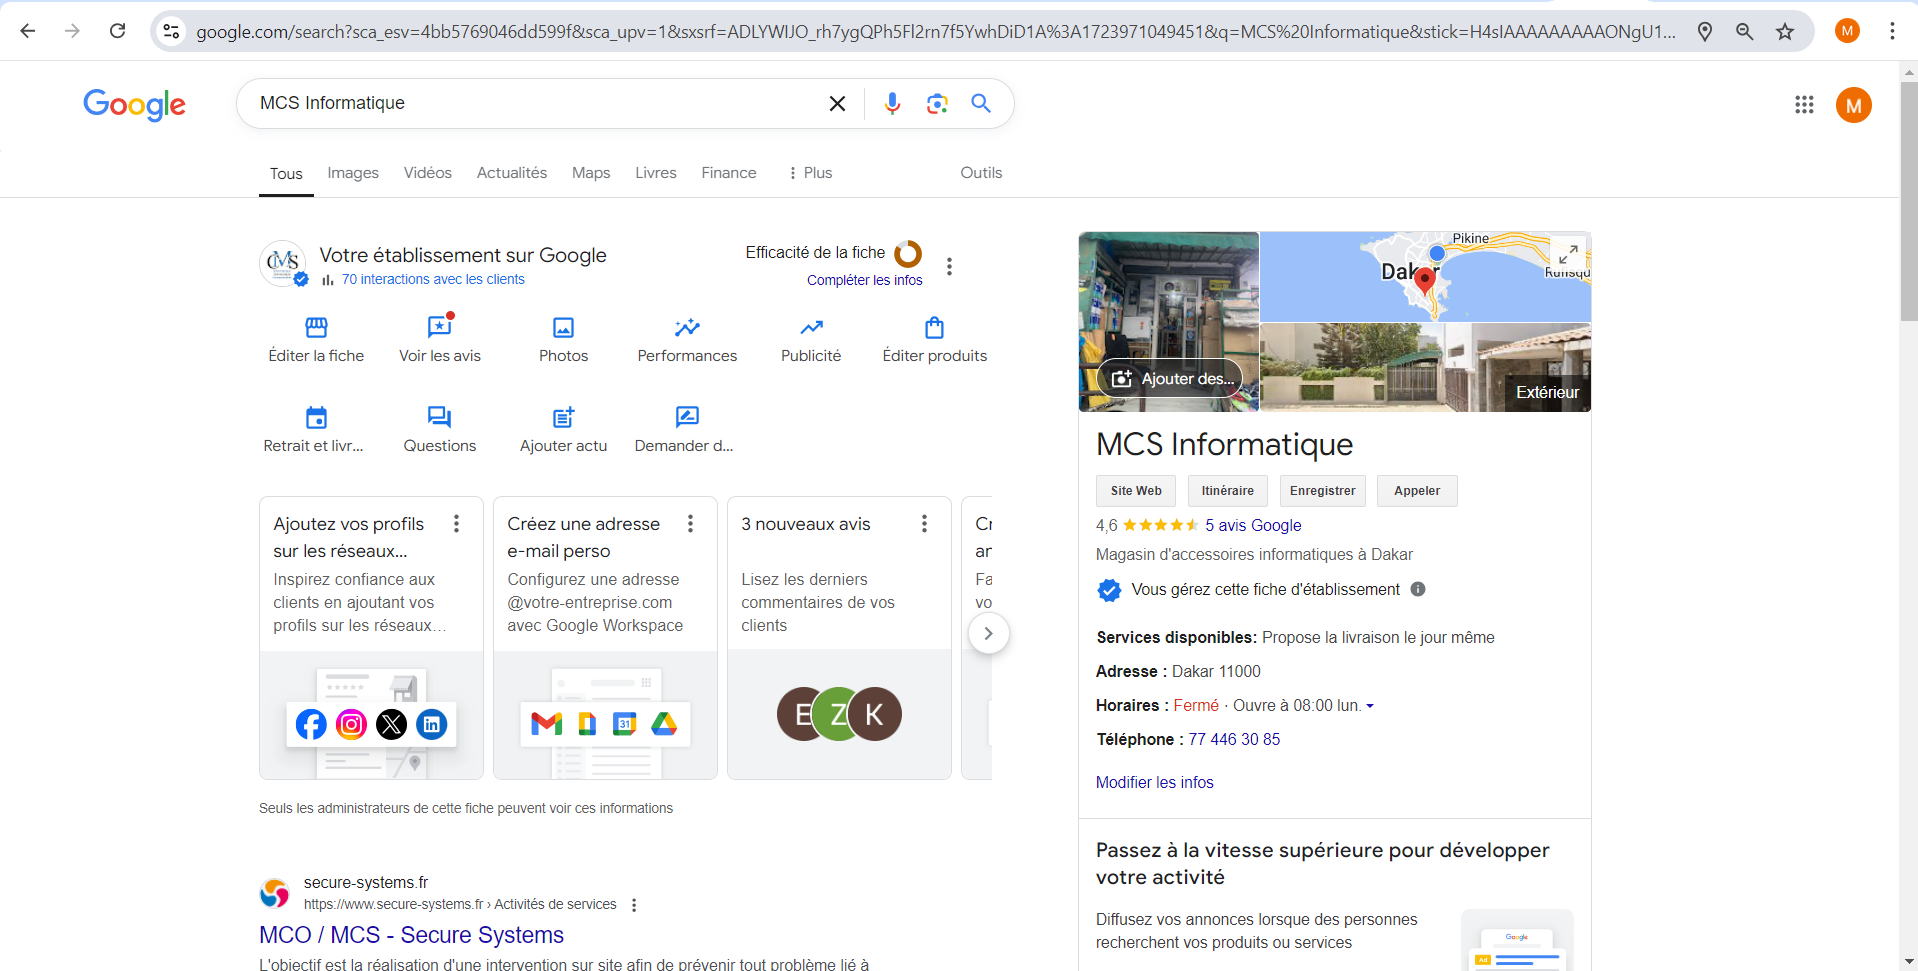 google.com/search?sca_esv=4bb5769046dd599f&sca_upv=1&sxsrf=ADLYWIJO_rh7ygQPh5Fl2rn7f5YwhDiD1A%3A1723971049451&q=MCS%20Informatique&stick=H4sIAAAAAAAAAONgU1...
M
Google
MCS Informatique
M
Tous
Images
Vidéos
Actualités
Maps
Livres
Finance
Plus
Outils
CMS
Votre établissement sur Google
70 interactions avec les clients
Efficacité de la fiche
Compléter les infos
Éditer la fiche
Voir les avis
Photos
Performances
Publicité
Éditer produits
Retrait et livr...
Questions
Ajouter actu
Demander d...
Ajoutez vos profils
sur les réseaux...
Inspirez confiance aux
clients en ajoutant vos
profils sur les réseaux...
Créez une adresse
e-mail perso
Configurez une adresse
@votre-entreprise.com
avec Google Workspace
31
3 nouveaux avis
Lisez les derniers
commentaires de vos
clients
E Z K
Cr
an
Fa
vo
Seuls les administrateurs de cette fiche peuvent voir ces informations
secure-systems.fr
https://www.secure-systems.fr › Activités de services
MCO / MCS - Secure Systems
L'objectif est la réalisation d'une intervention sur site afin de prévenir tout problème lié à
Ajouter des...
Pikine
Dakar
Rufisqu
Extérieur
MCS Informatique
Site Web
Itinéraire
Enregistrer
Appeler
4,6
5 avis Google
Magasin d'accessoires informatiques à Dakar
Vous gérez cette fiche d'établissement
Services disponibles: Propose la livraison le jour même
Adresse : Dakar 11000
Horaires : Fermé · Ouvre à 08:00 lun.
Téléphone : 77 446 30 85
Modifier les infos
Passez à la vitesse supérieure pour développer
votre activité
Diffusez vos annonces lorsque des personnes
recherchent vos produits ou services
Google
Ad